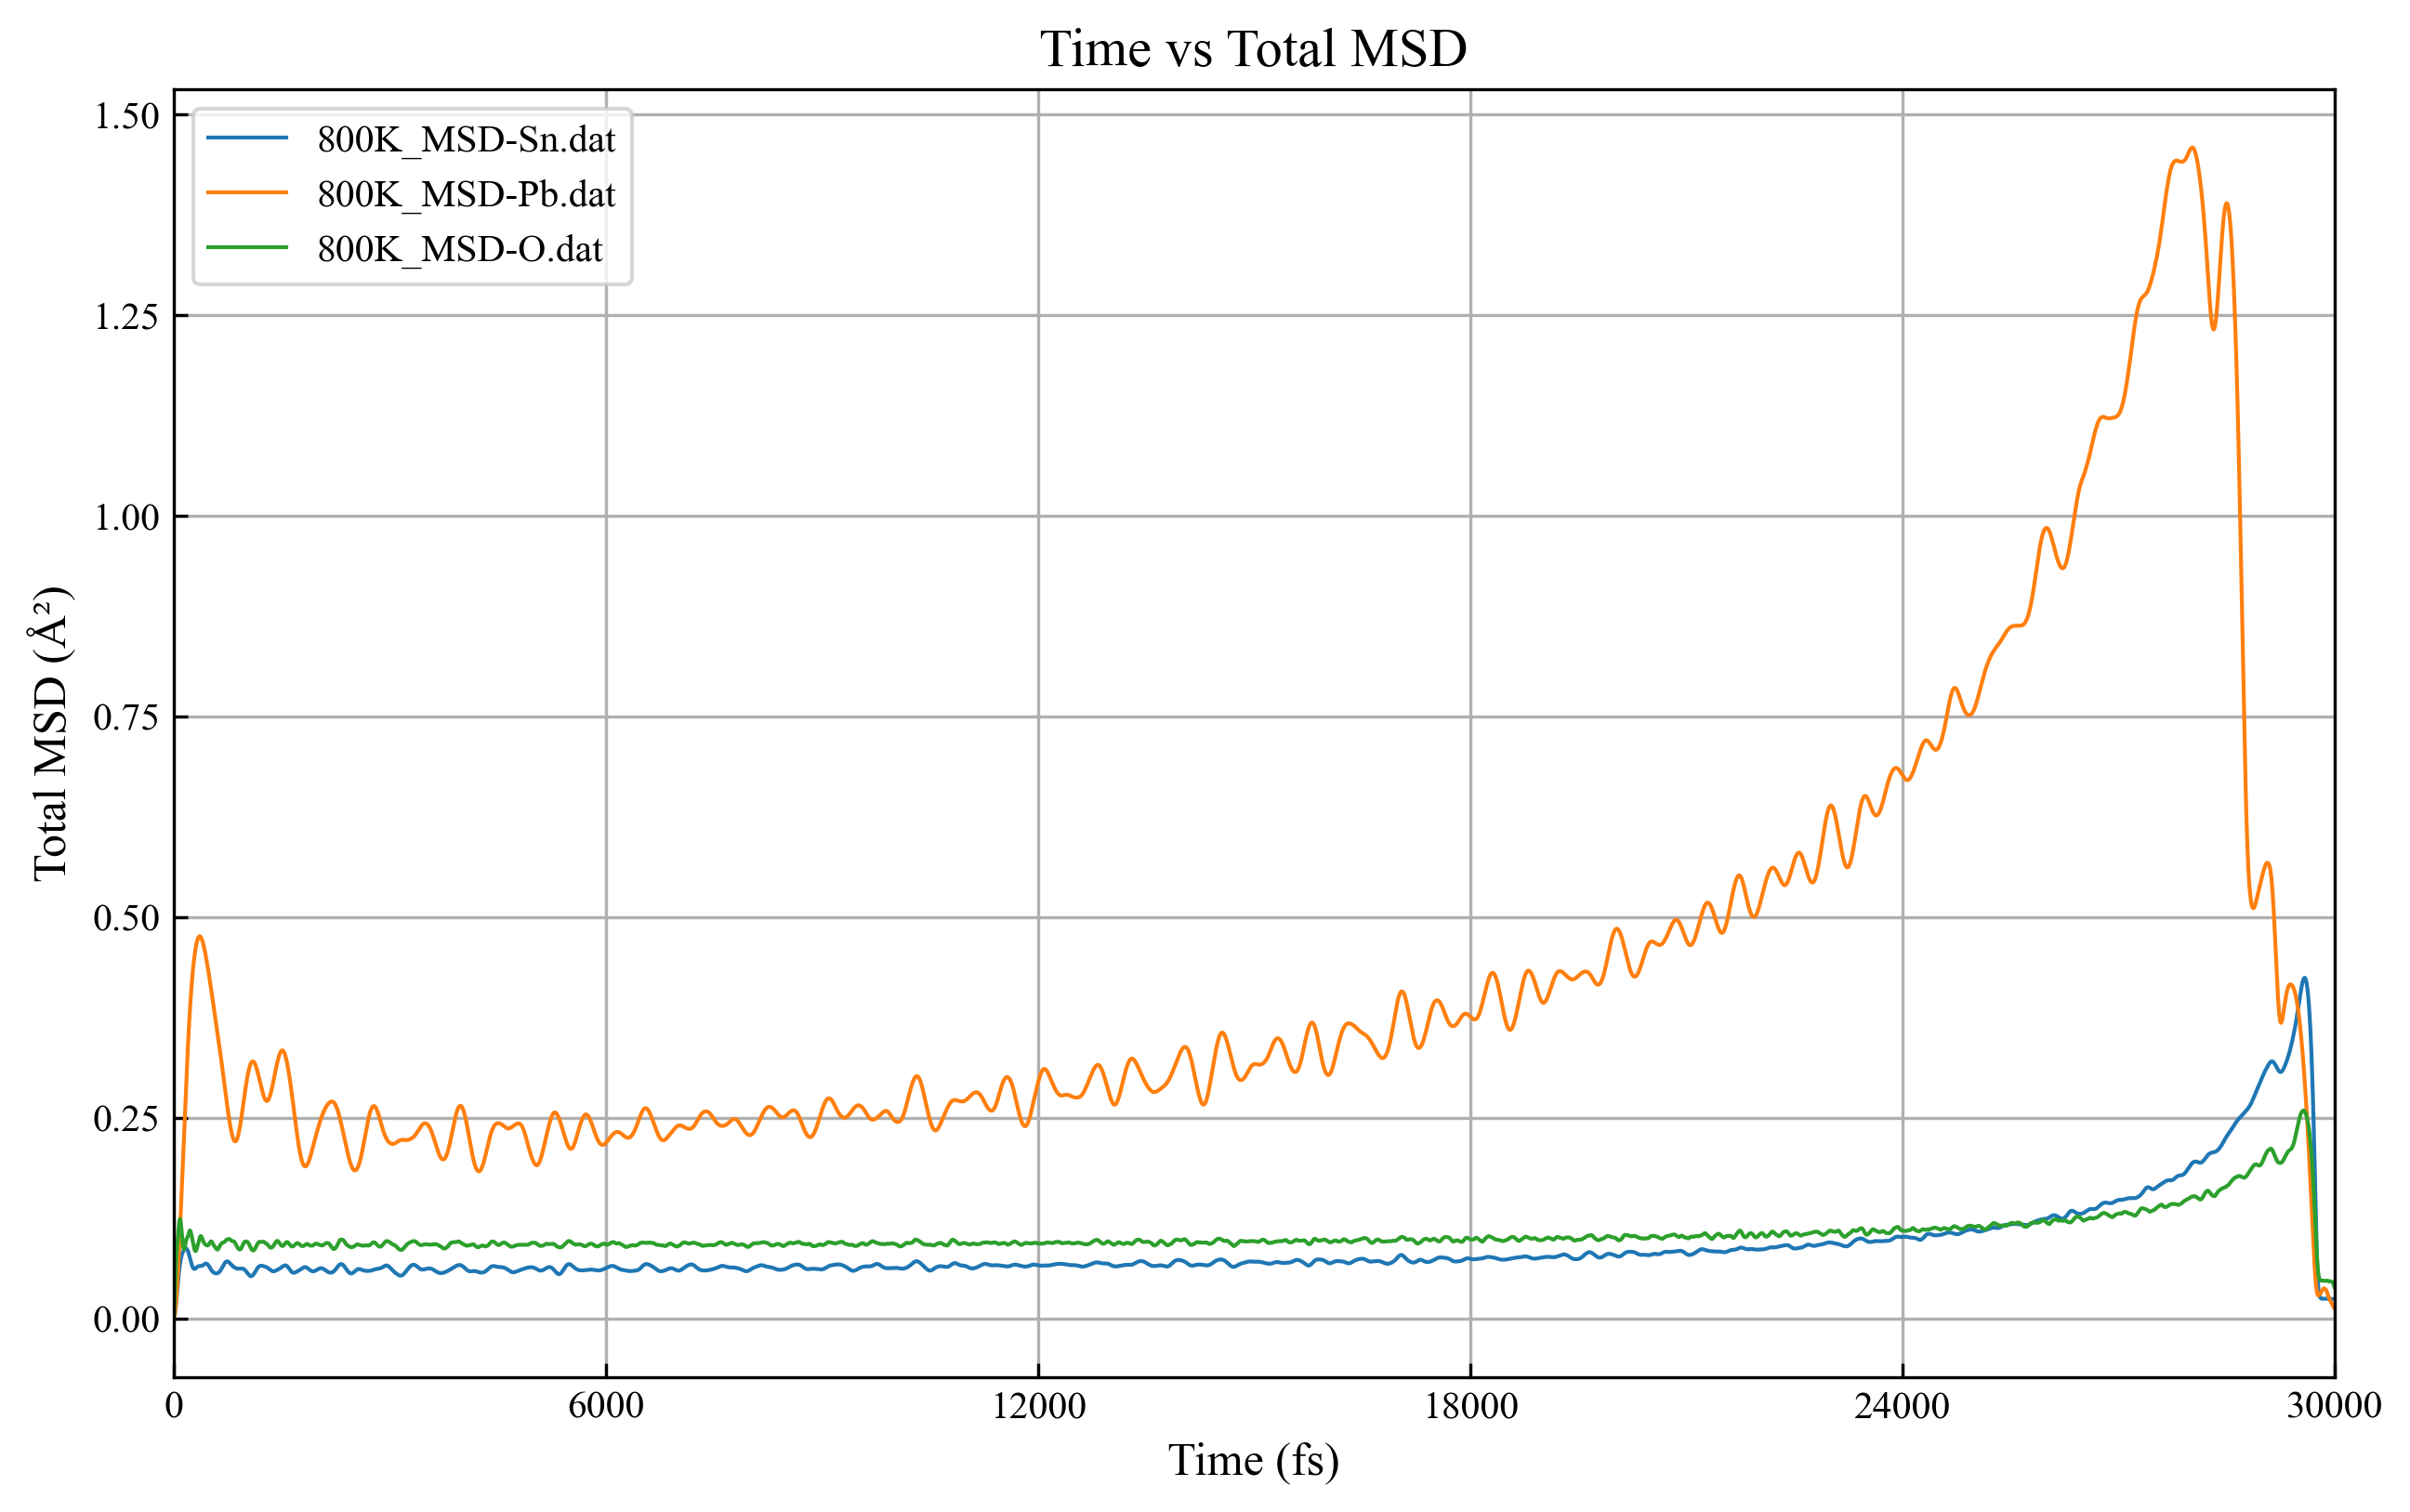 Time vs Total MSD
1.50
1.25
1.00
0.75
0.50
0.25
0.00
Total MSD (Å²)
800K_MSD-Sn.dat
800K_MSD-Pb.dat
800K_MSD-O.dat
0 6000 12000 18000 24000 30000
Time (fs)